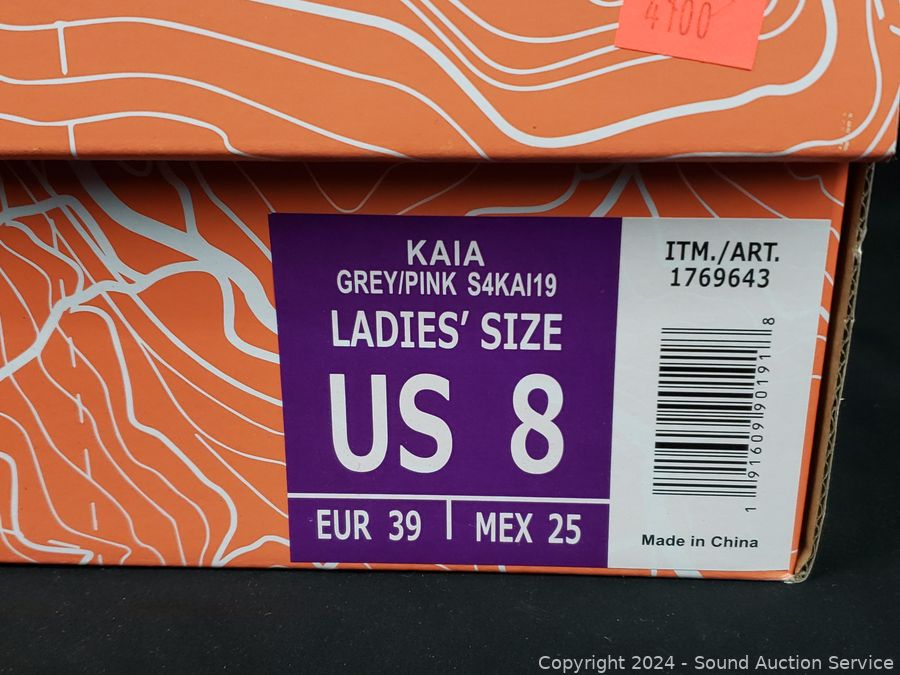 4700
KAIA
GREY/PINK S4KAI19
LADIES' SIZE
US 8
EUR 39 | MEX 25
ITM./ART.
1769643
1 91609 90191 8
Made in China
Copyright 2024 - Sound Auction Service